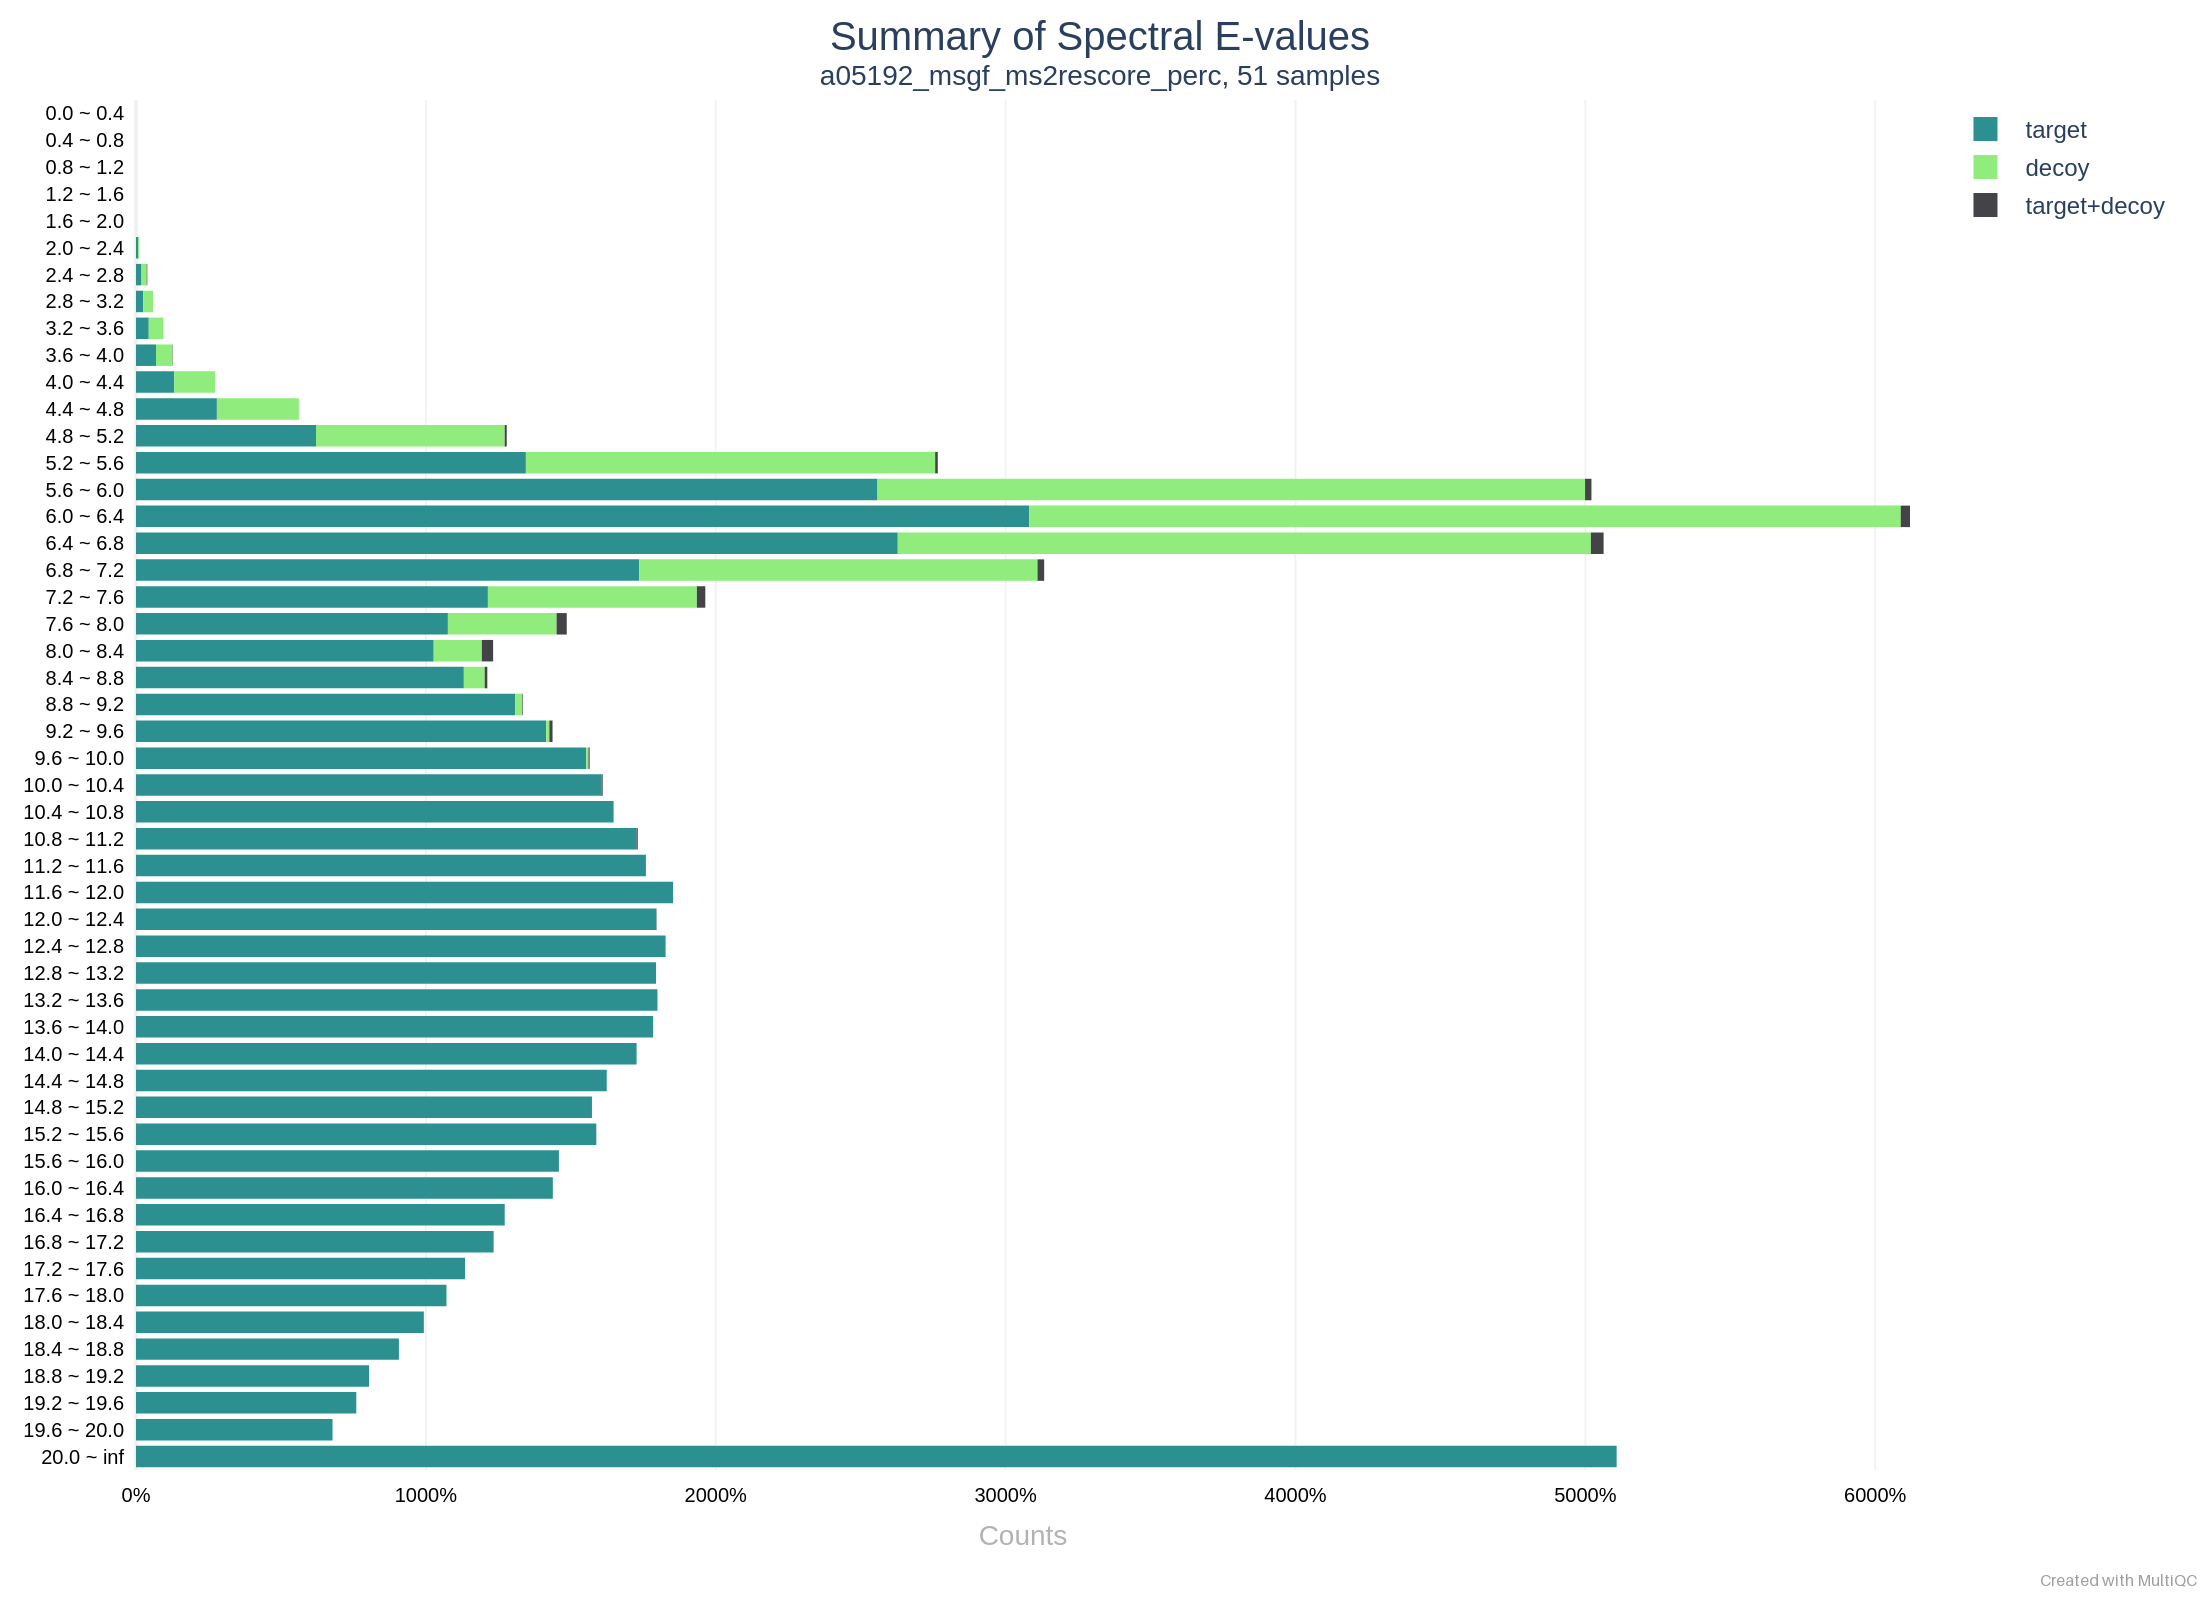 Summary of Spectral E-values
a05192_msgf_ms2rescore_perc, 51 samples
target
decoy
target+decoy
0.0 ~ 0.4
0.4 ~ 0.8
0.8 ~ 1.2
1.2 ~ 1.6
1.6 ~ 2.0
2.0 ~ 2.4
2.4 ~ 2.8
2.8 ~ 3.2
3.2 ~ 3.6
3.6 ~ 4.0
4.0 ~ 4.4
4.4 ~ 4.8
4.8 ~ 5.2
5.2 ~ 5.6
5.6 ~ 6.0
6.0 ~ 6.4
6.4 ~ 6.8
6.8 ~ 7.2
7.2 ~ 7.6
7.6 ~ 8.0
8.0 ~ 8.4
8.4 ~ 8.8
8.8 ~ 9.2
9.2 ~ 9.6
9.6 ~ 10.0
10.0 ~ 10.4
10.4 ~ 10.8
10.8 ~ 11.2
11.2 ~ 11.6
11.6 ~ 12.0
12.0 ~ 12.4
12.4 ~ 12.8
12.8 ~ 13.2
13.2 ~ 13.6
13.6 ~ 14.0
14.0 ~ 14.4
14.4 ~ 14.8
14.8 ~ 15.2
15.2 ~ 15.6
15.6 ~ 16.0
16.0 ~ 16.4
16.4 ~ 16.8
16.8 ~ 17.2
17.2 ~ 17.6
17.6 ~ 18.0
18.0 ~ 18.4
18.4 ~ 18.8
18.8 ~ 19.2
19.2 ~ 19.6
19.6 ~ 20.0
20.0 ~ inf
0% 1000% 2000% 3000% 4000% 5000% 6000%
Counts
Created with MultiQC